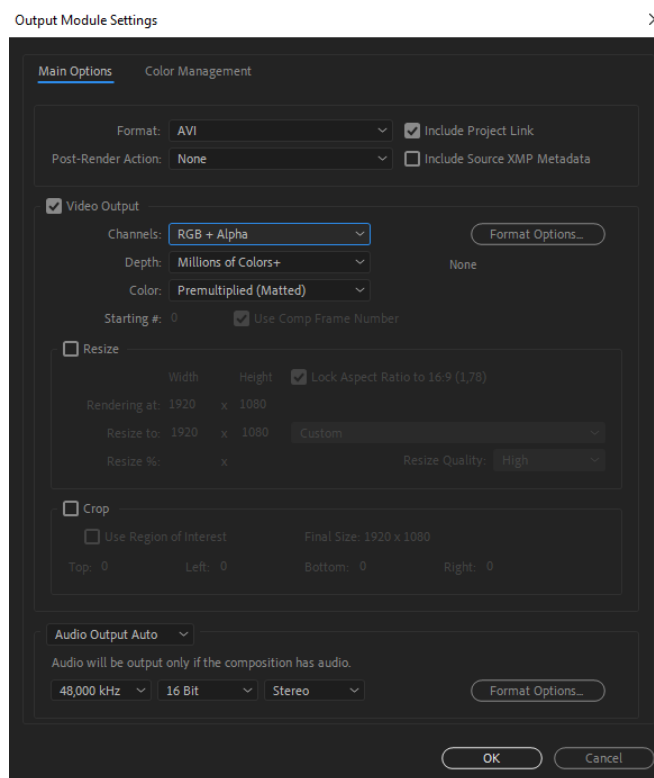 Output Module Settings
Main Options Color Management
Format: AVI Include Project Link
Post-Render Action: None Include Source XMP Metadata
Video Output
Channels: RGB + Alpha Format Options...
Depth: Millions of Colors+ None
Color: Premultiplied (Matted)
Starting #: 0 Use Comp Frame Number
Resize
Width Height Lock Aspect Ratio to 16:9 (1,78)
Rendering at: 1920 x 1080
Resize to: 1920 x 1080 Custom
Resize %: x Resize Quality: High
Crop
Use Region of Interest Final Size: 1920 x 1080
Top: 0 Left: 0 Bottom: 0 Right: 0
Audio Output Auto
Audio will be output only if the composition has audio.
48,000 kHz 16 Bit Stereo Format Options...
OK Cancel